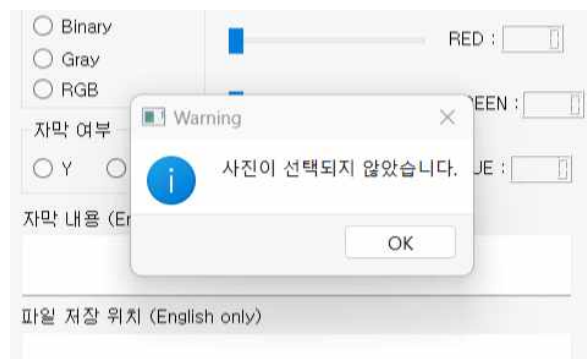 Binary
RED :
Gray
RGB
EEN :
Warning
자막 여부
사진이 선택되지 않았습니다.
Y
UE :
자막 내용 (En
OK
파일 저장 위치 (English only)